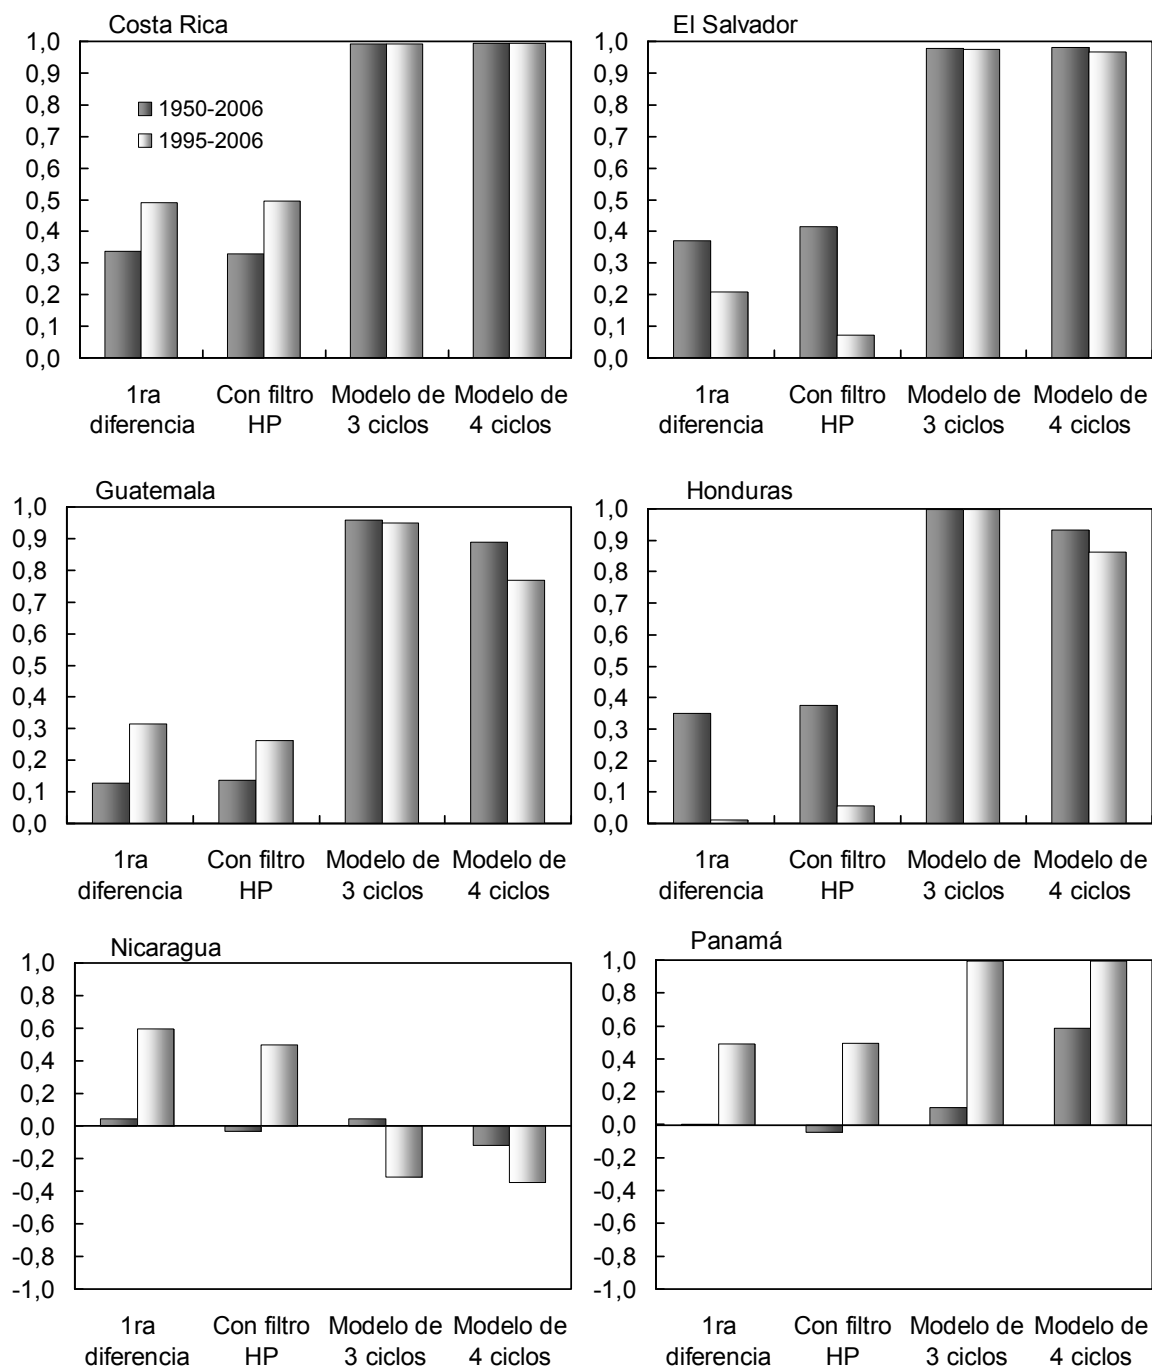 Costa Rica
1,0
0,9
0,8
0,7
0,6
0,5
0,4
0,3
0,2
0,1
0,0
1950-2006
1995-2006
1ra diferencia
Con filtro HP
Modelo de 3 ciclos
Modelo de 4 ciclos
El Salvador
1,0
0,9
0,8
0,7
0,6
0,5
0,4
0,3
0,2
0,1
0,0
1ra diferencia
Con filtro HP
Modelo de 3 ciclos
Modelo de 4 ciclos
Guatemala
1,0
0,9
0,8
0,7
0,6
0,5
0,4
0,3
0,2
0,1
0,0
1ra diferencia
Con filtro HP
Modelo de 3 ciclos
Modelo de 4 ciclos
Honduras
1,0
0,9
0,8
0,7
0,6
0,5
0,4
0,3
0,2
0,1
0,0
1ra diferencia
Con filtro HP
Modelo de 3 ciclos
Modelo de 4 ciclos
Nicaragua
1,0
0,8
0,6
0,4
0,2
0,0
-0,2
-0,4
-0,6
-0,8
-1,0
1ra diferencia
Con filtro HP
Modelo de 3 ciclos
Modelo de 4 ciclos
Panamá
1,0
0,8
0,6
0,4
0,2
0,0
-0,2
-0,4
-0,6
-0,8
-1,0
1ra diferencia
Con filtro HP
Modelo de 3 ciclos
Modelo de 4 ciclos